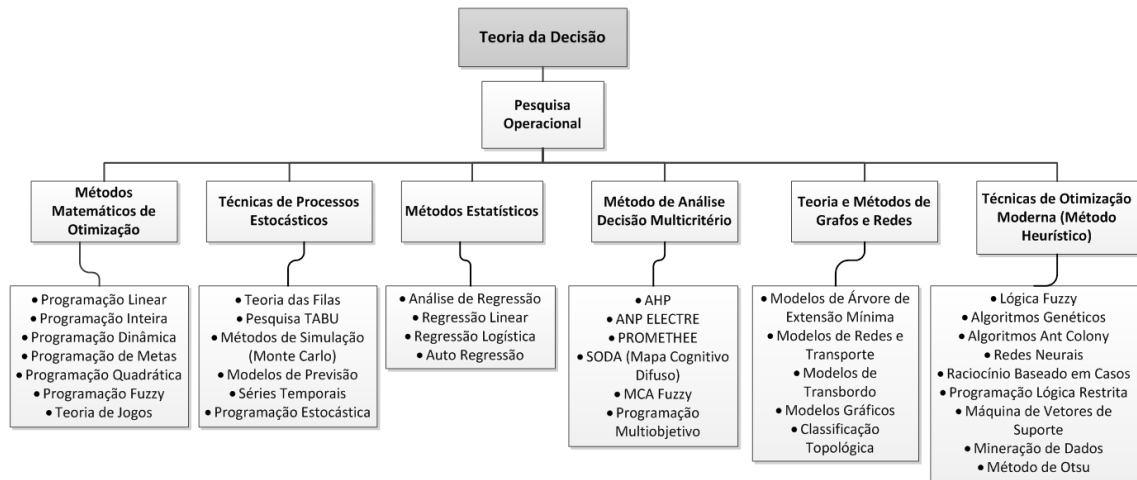 Teoria da Decisão
Pesquisa
Operacional
Métodos
Matemáticos de
Otimização
Técnicas de Processos
Estocásticos
Métodos Estatísticos
Método de Análise
Decisão Multicritério
Teoria e Métodos de
Grafos e Redes
Técnicas de Otimização
Moderna (Método
Heurístico)
• Programação Linear
• Programação Inteira
• Programação Dinâmica
• Programação de Metas
• Programação Quadrática
• Programação Fuzzy
• Teoria de Jogos
• Teoria das Filas
• Pesquisa TABU
• Métodos de Simulação
(Monte Carlo)
• Modelos de Previsão
• Séries Temporais
• Programação Estocástica
• Análise de Regressão
• Regressão Linear
• Regressão Logística
• Auto Regressão
• AHP
• ANP ELECTRE
• PROMETHEE
• SODA (Mapa Cognitivo
Difuso)
• MCA Fuzzy
• Programação
Multiobjetivo
• Modelos de Árvore de
Extensão Mínima
• Modelos de Redes e
Transporte
• Modelos de
Transbordo
• Modelos Gráficos
• Classificação
Topológica
• Lógica Fuzzy
• Algoritmos Genéticos
• Algoritmos Ant Colony
• Redes Neurais
• Raciocínio Baseado em Casos
• Programação Lógica Restrita
• Máquina de Vetores de
Suporte
• Mineração de Dados
• Método de Otsu